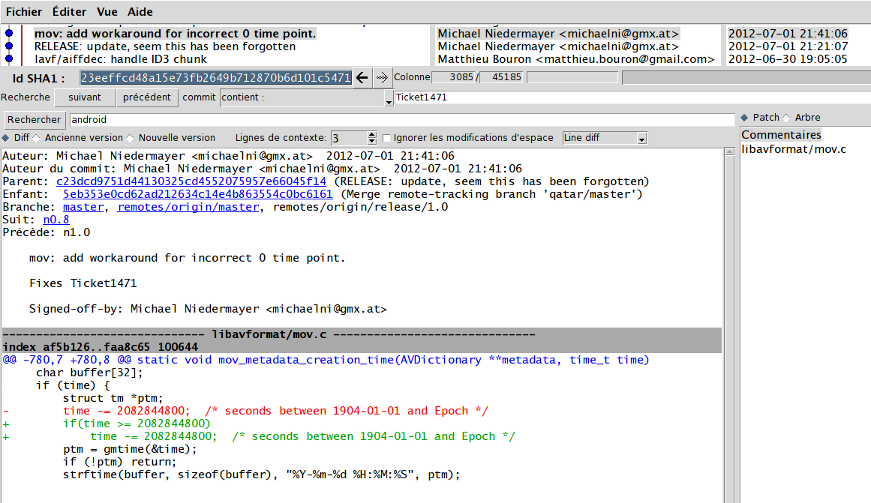 Fichier Éditer Vue Aide
mov: add workaround for incorrect 0 time point. Michael Niedermayer <michaelni@gmx.at> 2012-07-01 21:41:06
RELEASE: update, seem this has been forgotten Michael Niedermayer <michaelni@gmx.at> 2012-07-01 21:21:07
lavf/aiffdec: handle ID3 chunk Matthieu Bouron <matthieu.bouron@gmail.com> 2012-06-30 19:05:05
Id SHA1 : 23eeffcd48a15e73fb2649b712870b6d101c5471 Colonne 3085 / 45185
Recherche suivant précédent commit contient : Ticket1471
Rechercher android
Diff Ancienne version Nouvelle version Lignes de contexte: 3 Ignorer les modifications d'espace Line diff
Patch Arbre
Commentaires
libavformat/mov.c
Auteur: Michael Niedermayer <michaelni@gmx.at> 2012-07-01 21:41:06
Auteur du commit: Michael Niedermayer <michaelni@gmx.at> 2012-07-01 21:41:06
Parent: c23dcd9751d44130325cd4552075957e66045f14 (RELEASE: update, seem this has been forgotten)
Enfant: 5eb353e0cd62ad212634c14e4b863554c0bc6161 (Merge remote-tracking branch 'qatar/master')
Branche: master, remotes/origin/master, remotes/origin/release/1.0
Suit: n0.8
Précède: n1.0
mov: add workaround for incorrect 0 time point.
Fixes Ticket1471
Signed-off-by: Michael Niedermayer <michaelni@gmx.at>
---------------------------- libavformat/mov.c ----------------------------
index af5b126..faa8c65 100644
@@ -780,7 +780,8 @@ static void mov_metadata_creation_time(AVDictionary **metadata, time_t time)
     char buffer[32];
     if (time) {
         struct tm *ptm;
-        time -= 2082844800;  /* seconds between 1904-01-01 and Epoch */
+        if(time >= 2082844800)
+            time -= 2082844800;  /* seconds between 1904-01-01 and Epoch */
         ptm = gmtime(&time);
         if (!ptm) return;
         strftime(buffer, sizeof(buffer), "%Y-%m-%d %H:%M:%S", ptm);